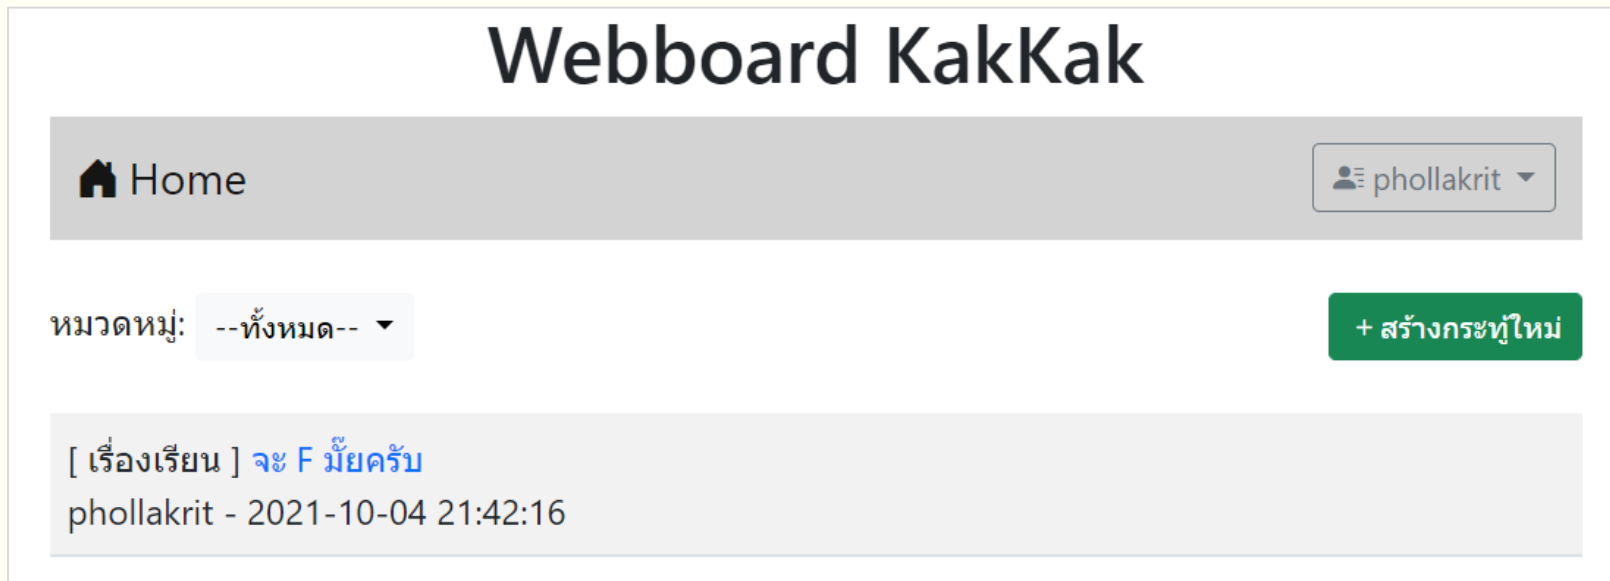 Webboard KakKak
Home
phollakrit
หมวดหมู่: --ทั้งหมด--
+ สร้างกระทู้ใหม่
[ เรื่องเรียน ] จะ F มั๊ยครับ
phollakrit - 2021-10-04 21:42:16